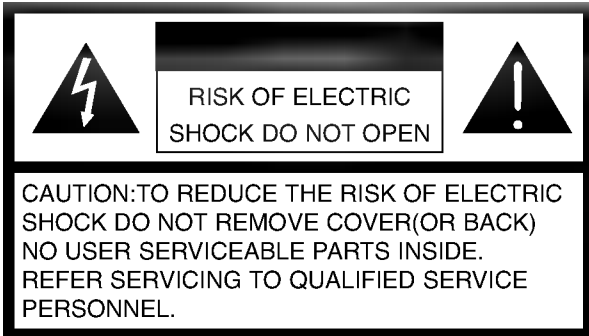 RISK OF ELECTRIC
SHOCK DO NOT OPEN
CAUTION:TO REDUCE THE RISK OF ELECTRIC
SHOCK DO NOT REMOVE COVER(OR BACK)
NO USER SERVICEABLE PARTS INSIDE.
REFER SERVICING TO QUALIFIED SERVICE
PERSONNEL.